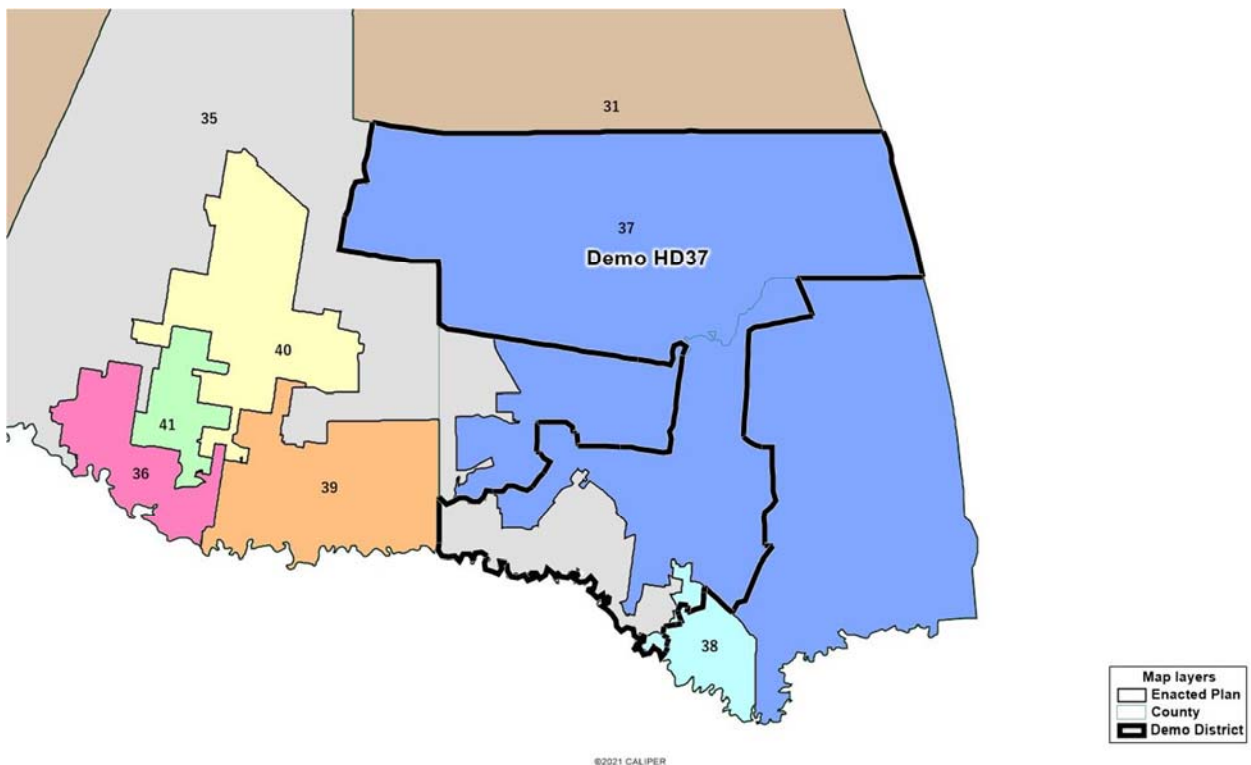 31
35
37
Demo HD37
40
41
36
39
38
Map layers
Enacted Plan
County
Demo District
©2021 CALIPER